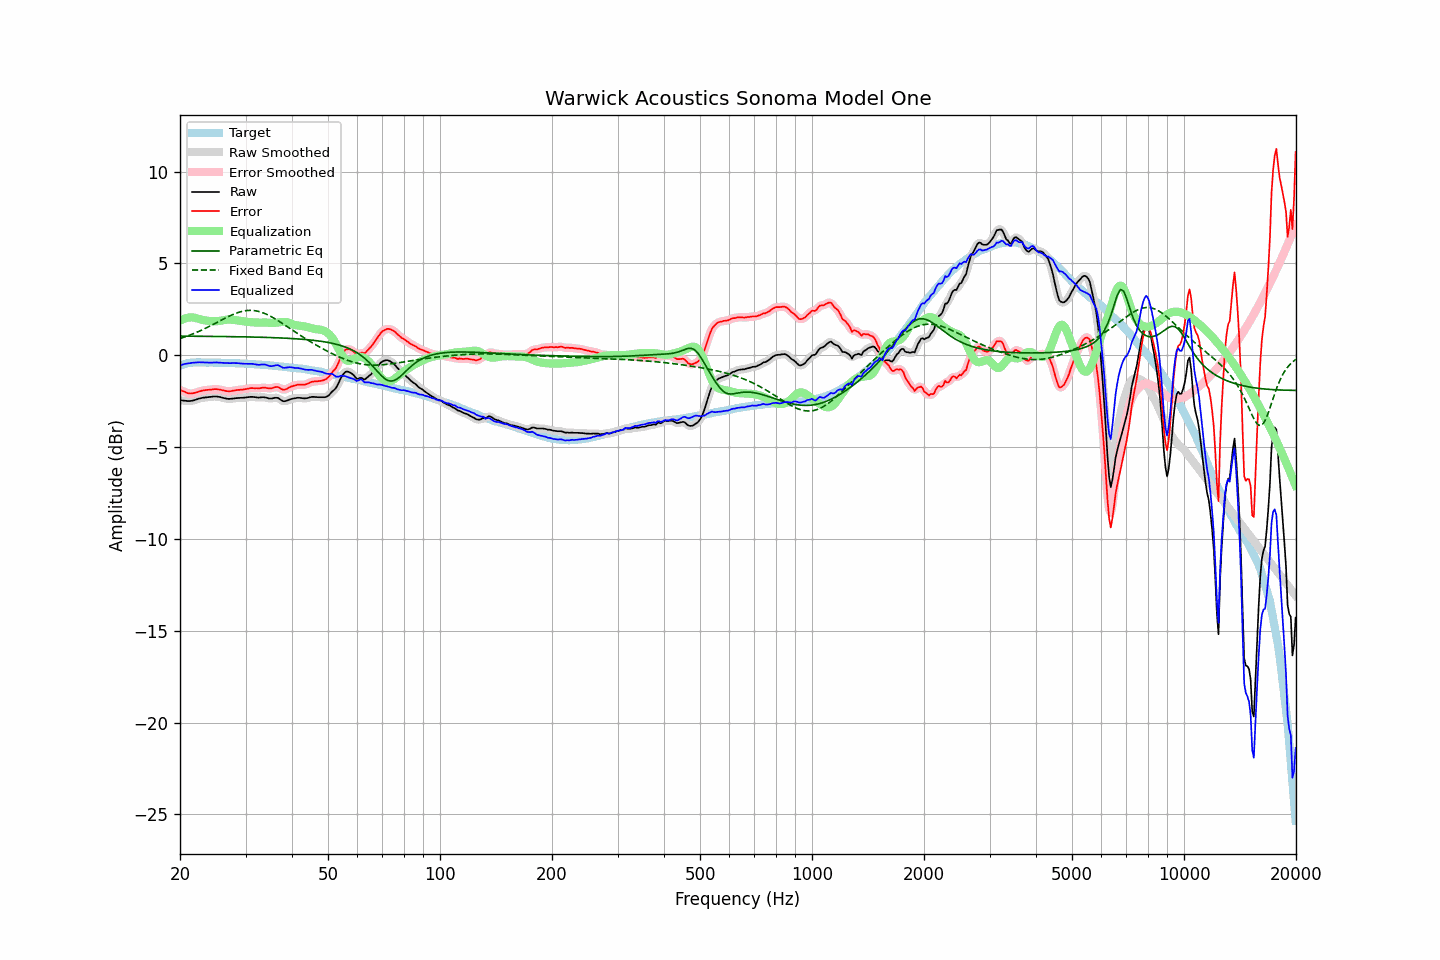 Warwick Acoustics Sonoma Model One
Target
Raw Smoothed
Error Smoothed
Raw
Error
Equalization
Parametric Eq
Fixed Band Eq
Equalized
10
5
0
−5
−10
−15
−20
−25
Amplitude (dBr)
20 50 100 200 500 1000 2000 5000 10000 20000
Frequency (Hz)